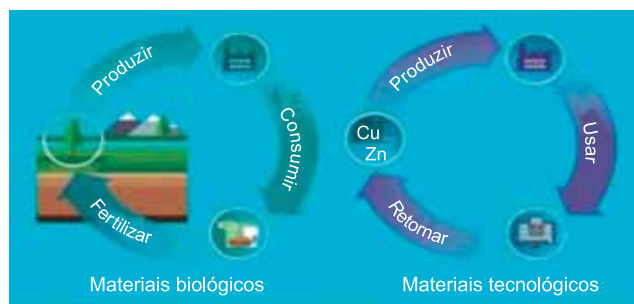 Produzir
Consumir
Fertilizar
Materiais biológicos
Produzir
Usar
Retornar
Cu
Zn
Materiais tecnológicos